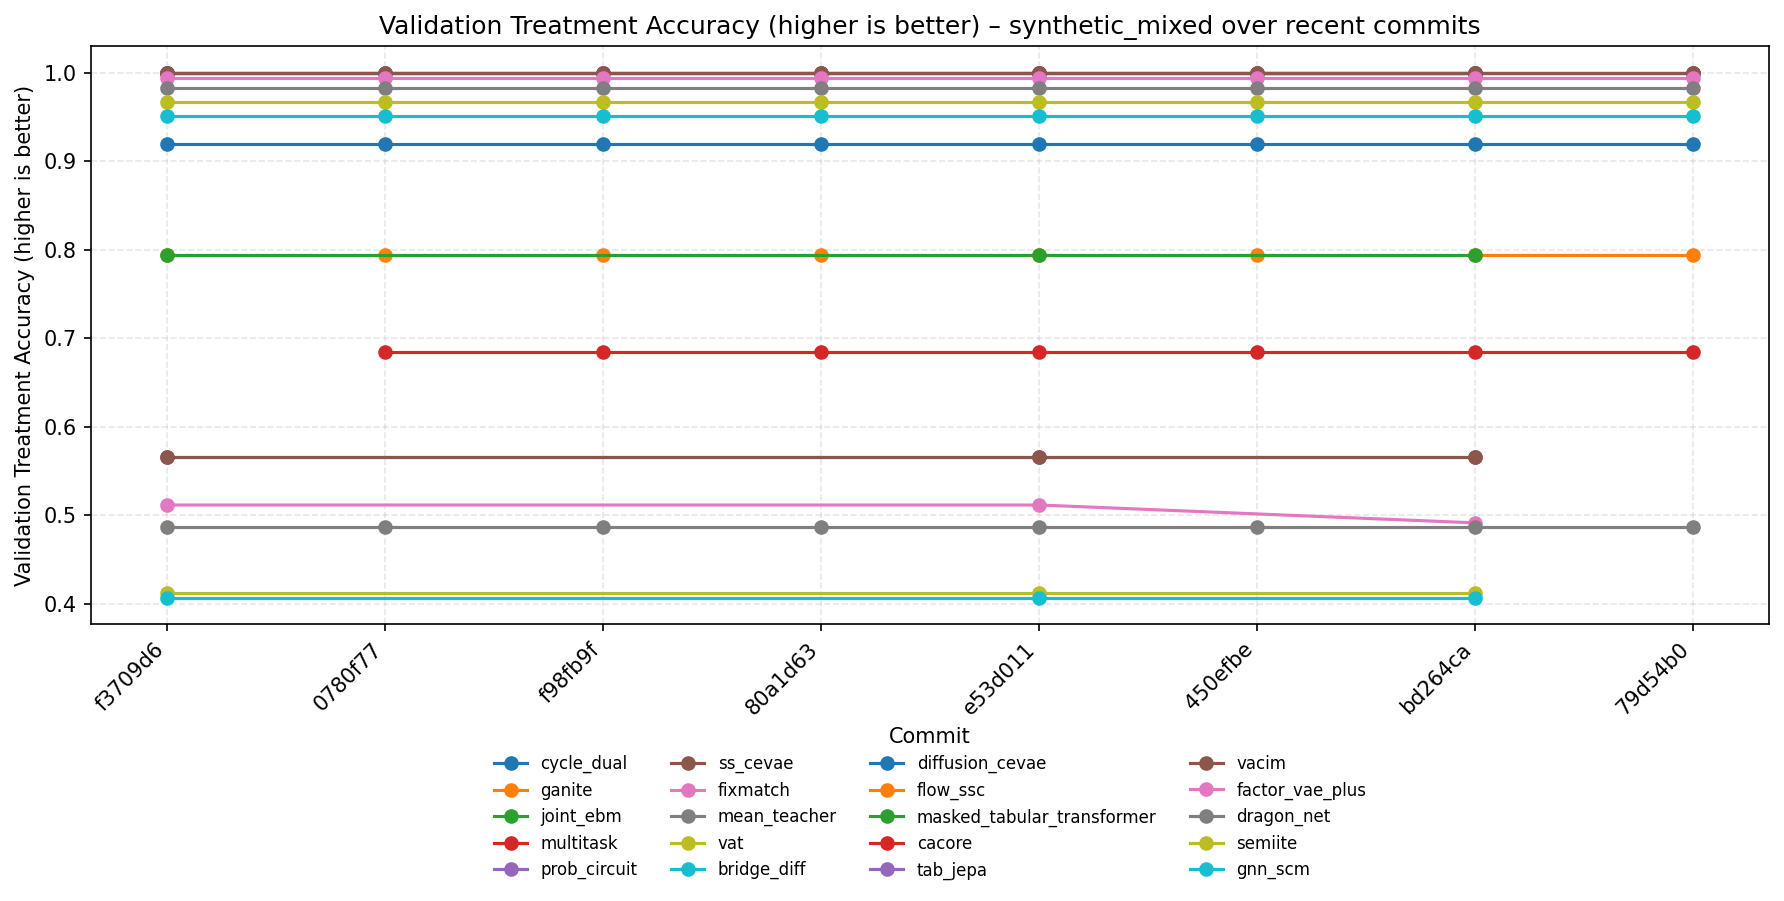 Validation Treatment Accuracy (higher is better) – synthetic_mixed over recent commits
Validation Treatment Accuracy (higher is better)
1.0
0.9
0.8
0.7
0.6
0.5
0.4
f3709d6
0780f77
f98fb9f
80a1d63
e53d011
450efbe
bd264ca
79d54b0
Commit
cycle_dual
ganite
joint_ebm
multitask
prob_circuit
ss_cevae
fixmatch
mean_teacher
vat
bridge_diff
diffusion_cevae
flow_ssc
masked_tabular_transformer
cacore
tab_jepa
vacim
factor_vae_plus
dragon_net
semiite
gnn_scm